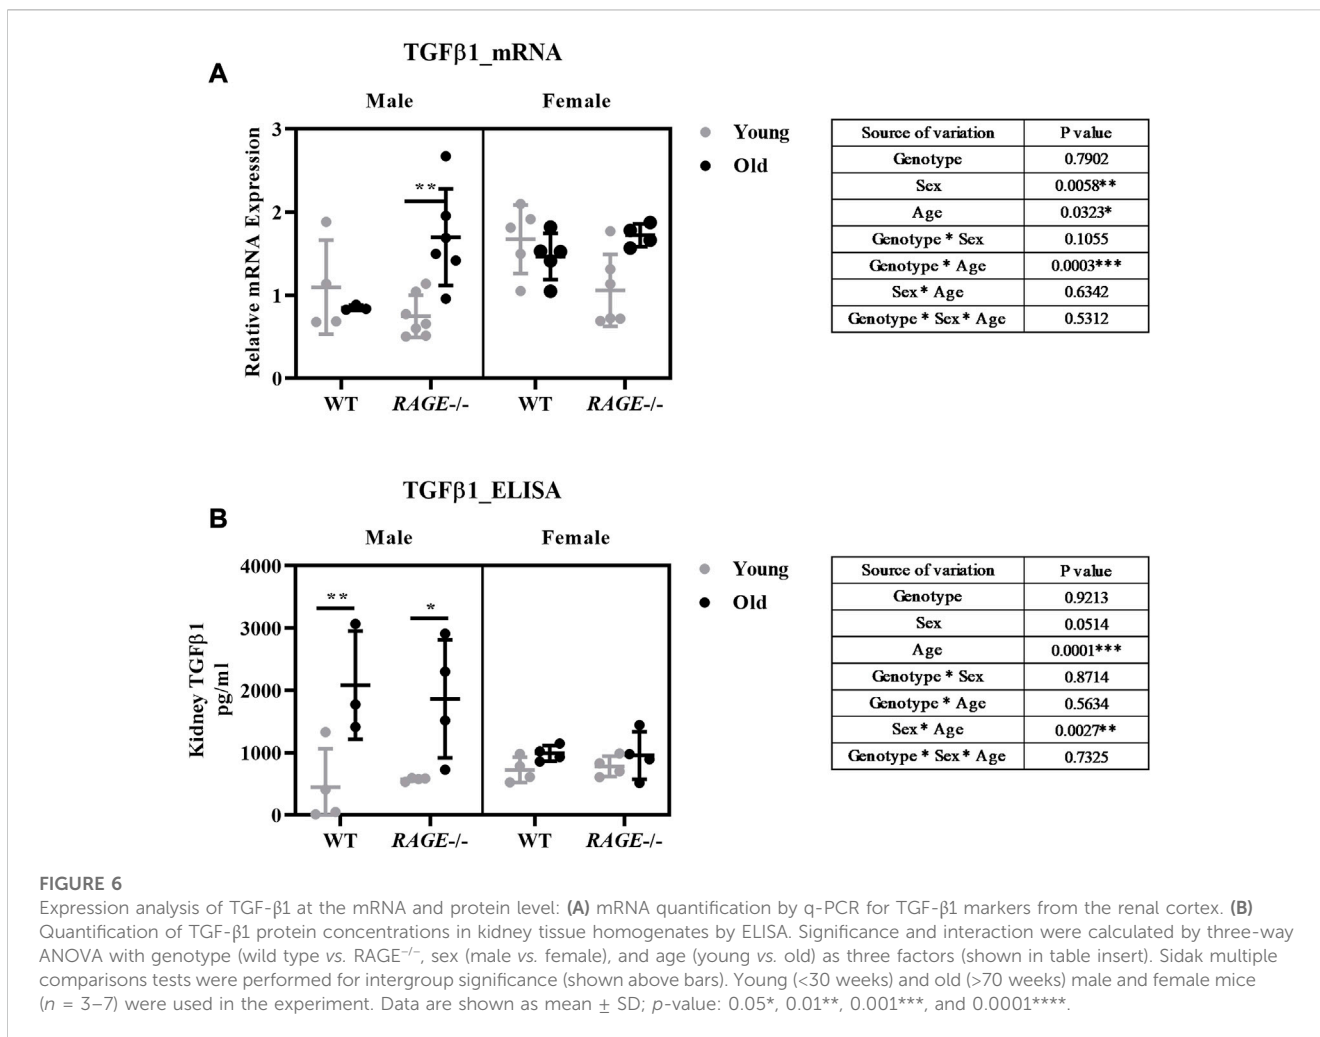 TGFβ1_mRNA
A
Male
Female
Relative mRNA Expression
3
2
1
0
**
WT
RAGE-/-
WT
RAGE-/-
Young
Old
Source of variation P value
Genotype 0.7902
Sex 0.0058**
Age 0.0323*
Genotype * Sex 0.1055
Genotype * Age 0.0003***
Sex * Age 0.6342
Genotype * Sex * Age 0.5312
TGFβ1_ELISA
B
Male
Female
Kidney TGFβ1
pg/ml
4000
3000
2000
1000
0
**
*
WT
RAGE-/-
WT
RAGE-/-
Young
Old
Source of variation P value
Genotype 0.9213
Sex 0.0514
Age 0.0001***
Genotype * Sex 0.8714
Genotype * Age 0.5634
Sex * Age 0.0027**
Genotype * Sex * Age 0.7325
FIGURE 6
Expression analysis of TGF-β1 at the mRNA and protein level: (A) mRNA quantification by q-PCR for TGF-β1 markers from the renal cortex. (B)
Quantification of TGF-β1 protein concentrations in kidney tissue homogenates by ELISA. Significance and interaction were calculated by three-way
ANOVA with genotype (wild type vs. RAGE−/−, sex (male vs. female), and age (young vs. old) as three factors (shown in table insert). Sidak multiple
comparisons tests were performed for intergroup significance (shown above bars). Young (<30 weeks) and old (>70 weeks) male and female mice
(n = 3–7) were used in the experiment. Data are shown as mean ± SD; p-value: 0.05*, 0.01**, 0.001***, and 0.0001****.